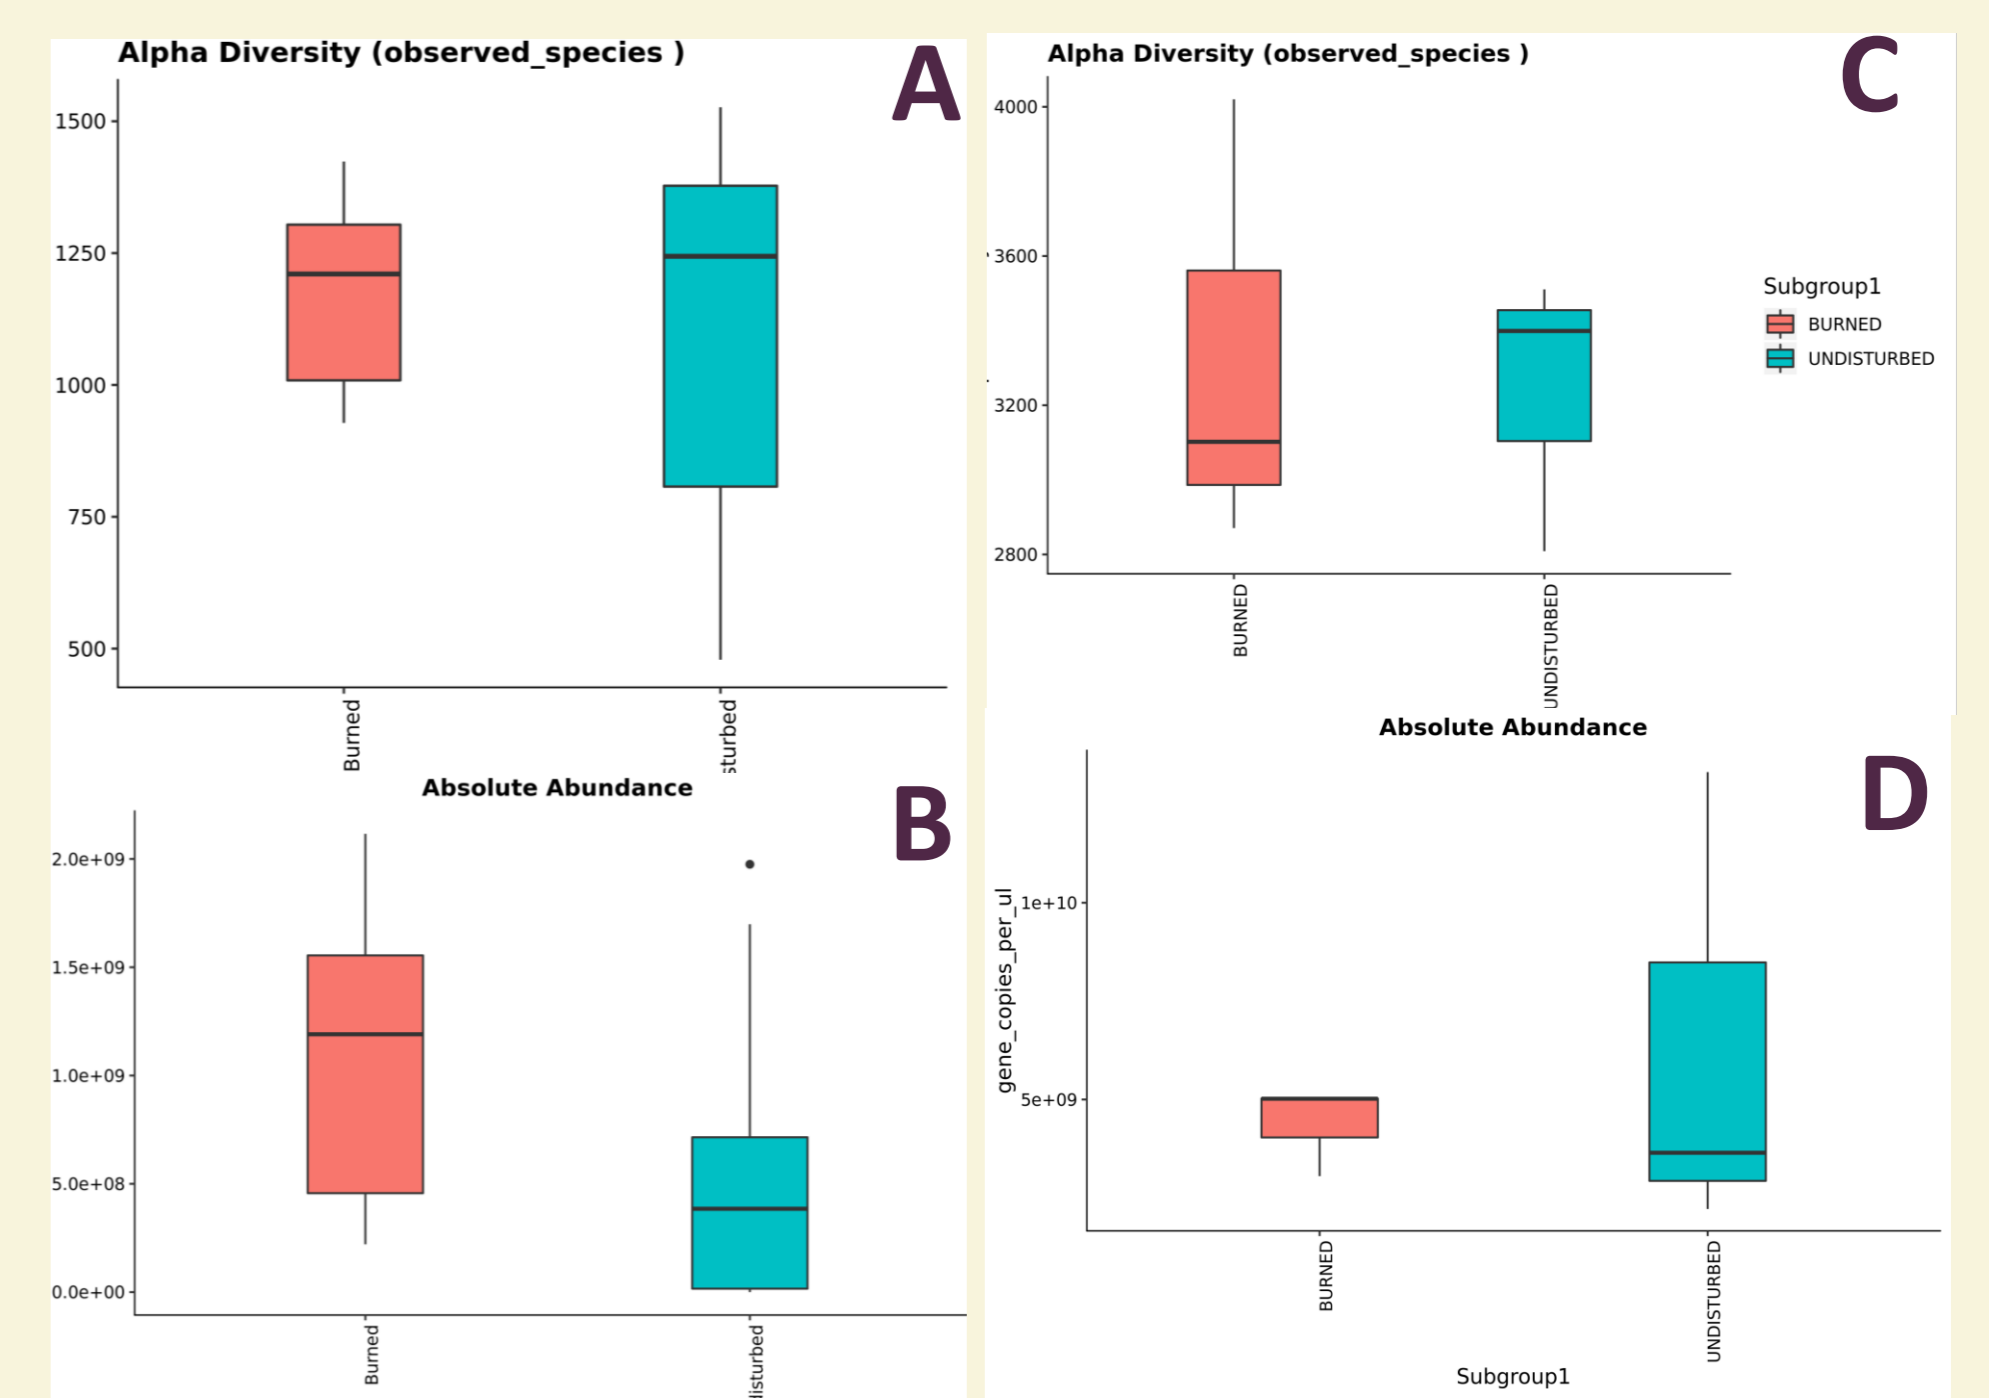 Alpha Diversity (observed_species )
A
1500
1250
1000
750
500
Burned
sturbed
Absolute Abundance
B
2.0e+09
1.5e+09
1.0e+09
5.0e+08
0.0e+00
Burned
disturbed
Alpha Diversity (observed_species )
C
4000
3600
3200
2800
BURNED
UNDISTURBED
Subgroup1
BURNED
UNDISTURBED
Absolute Abundance
D
gene_copies_per_ul
1e+10
5e+09
BURNED
UNDISTURBED
Subgroup1